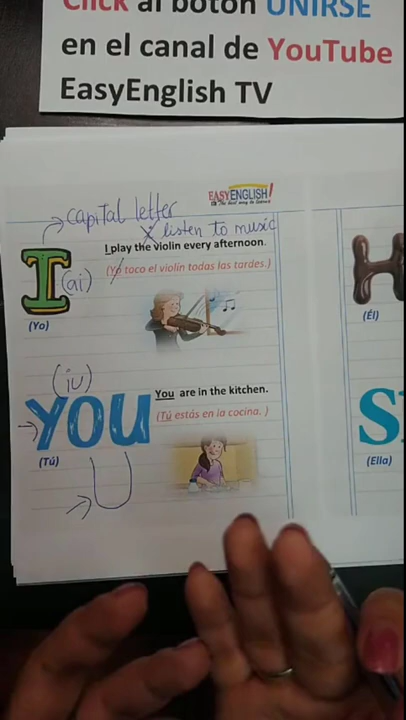 Click al botón UNIRSE
en el canal de YouTube
EasyEnglish TV
capital letter
EASYENGLISH!
x listen to music
I play the violin every afternoon.
I (ai)
(Yo toco el violín todas las tardes.)
H
(Yo)
(Él)
(iu)
You are in the kitchen.
YOU
(Tú estás en la cocina. )
S
(Tú)
(Ella)
U